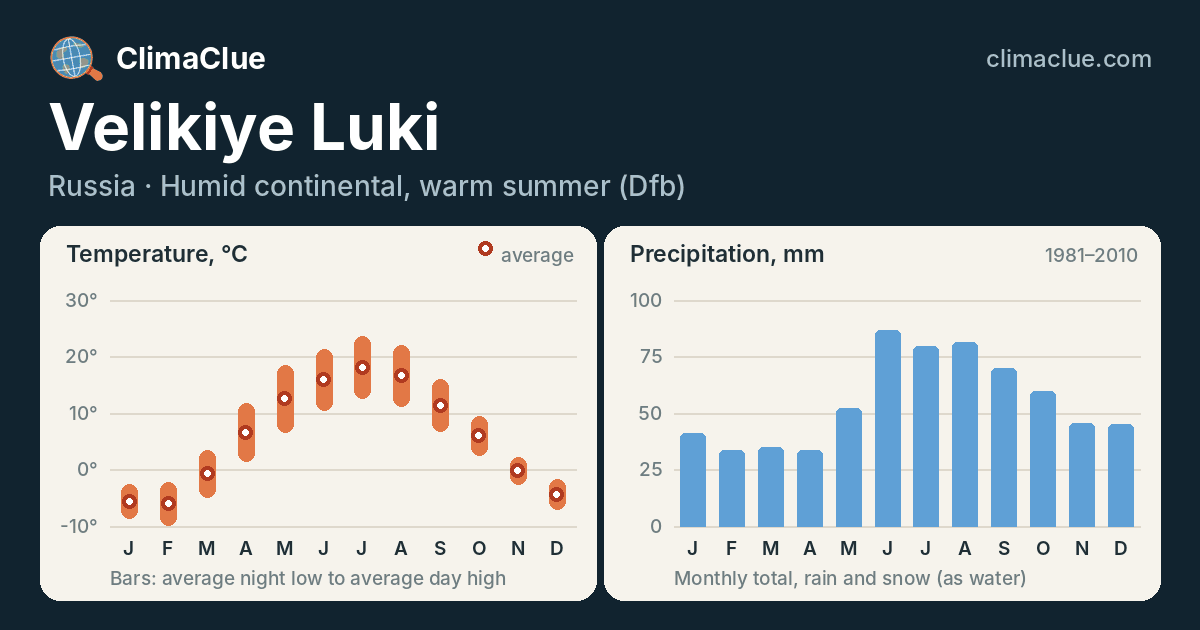 ClimaClue
climaclue.com
Velikiye Luki
Russia · Humid continental, warm summer (Dfb)
Temperature, °C
average
30°
20°
10°
0°
-10°
J F M A M J J A S O N D
Bars: average night low to average day high
Precipitation, mm
1981–2010
100
75
50
25
0
J F M A M J J A S O N D
Monthly total, rain and snow (as water)